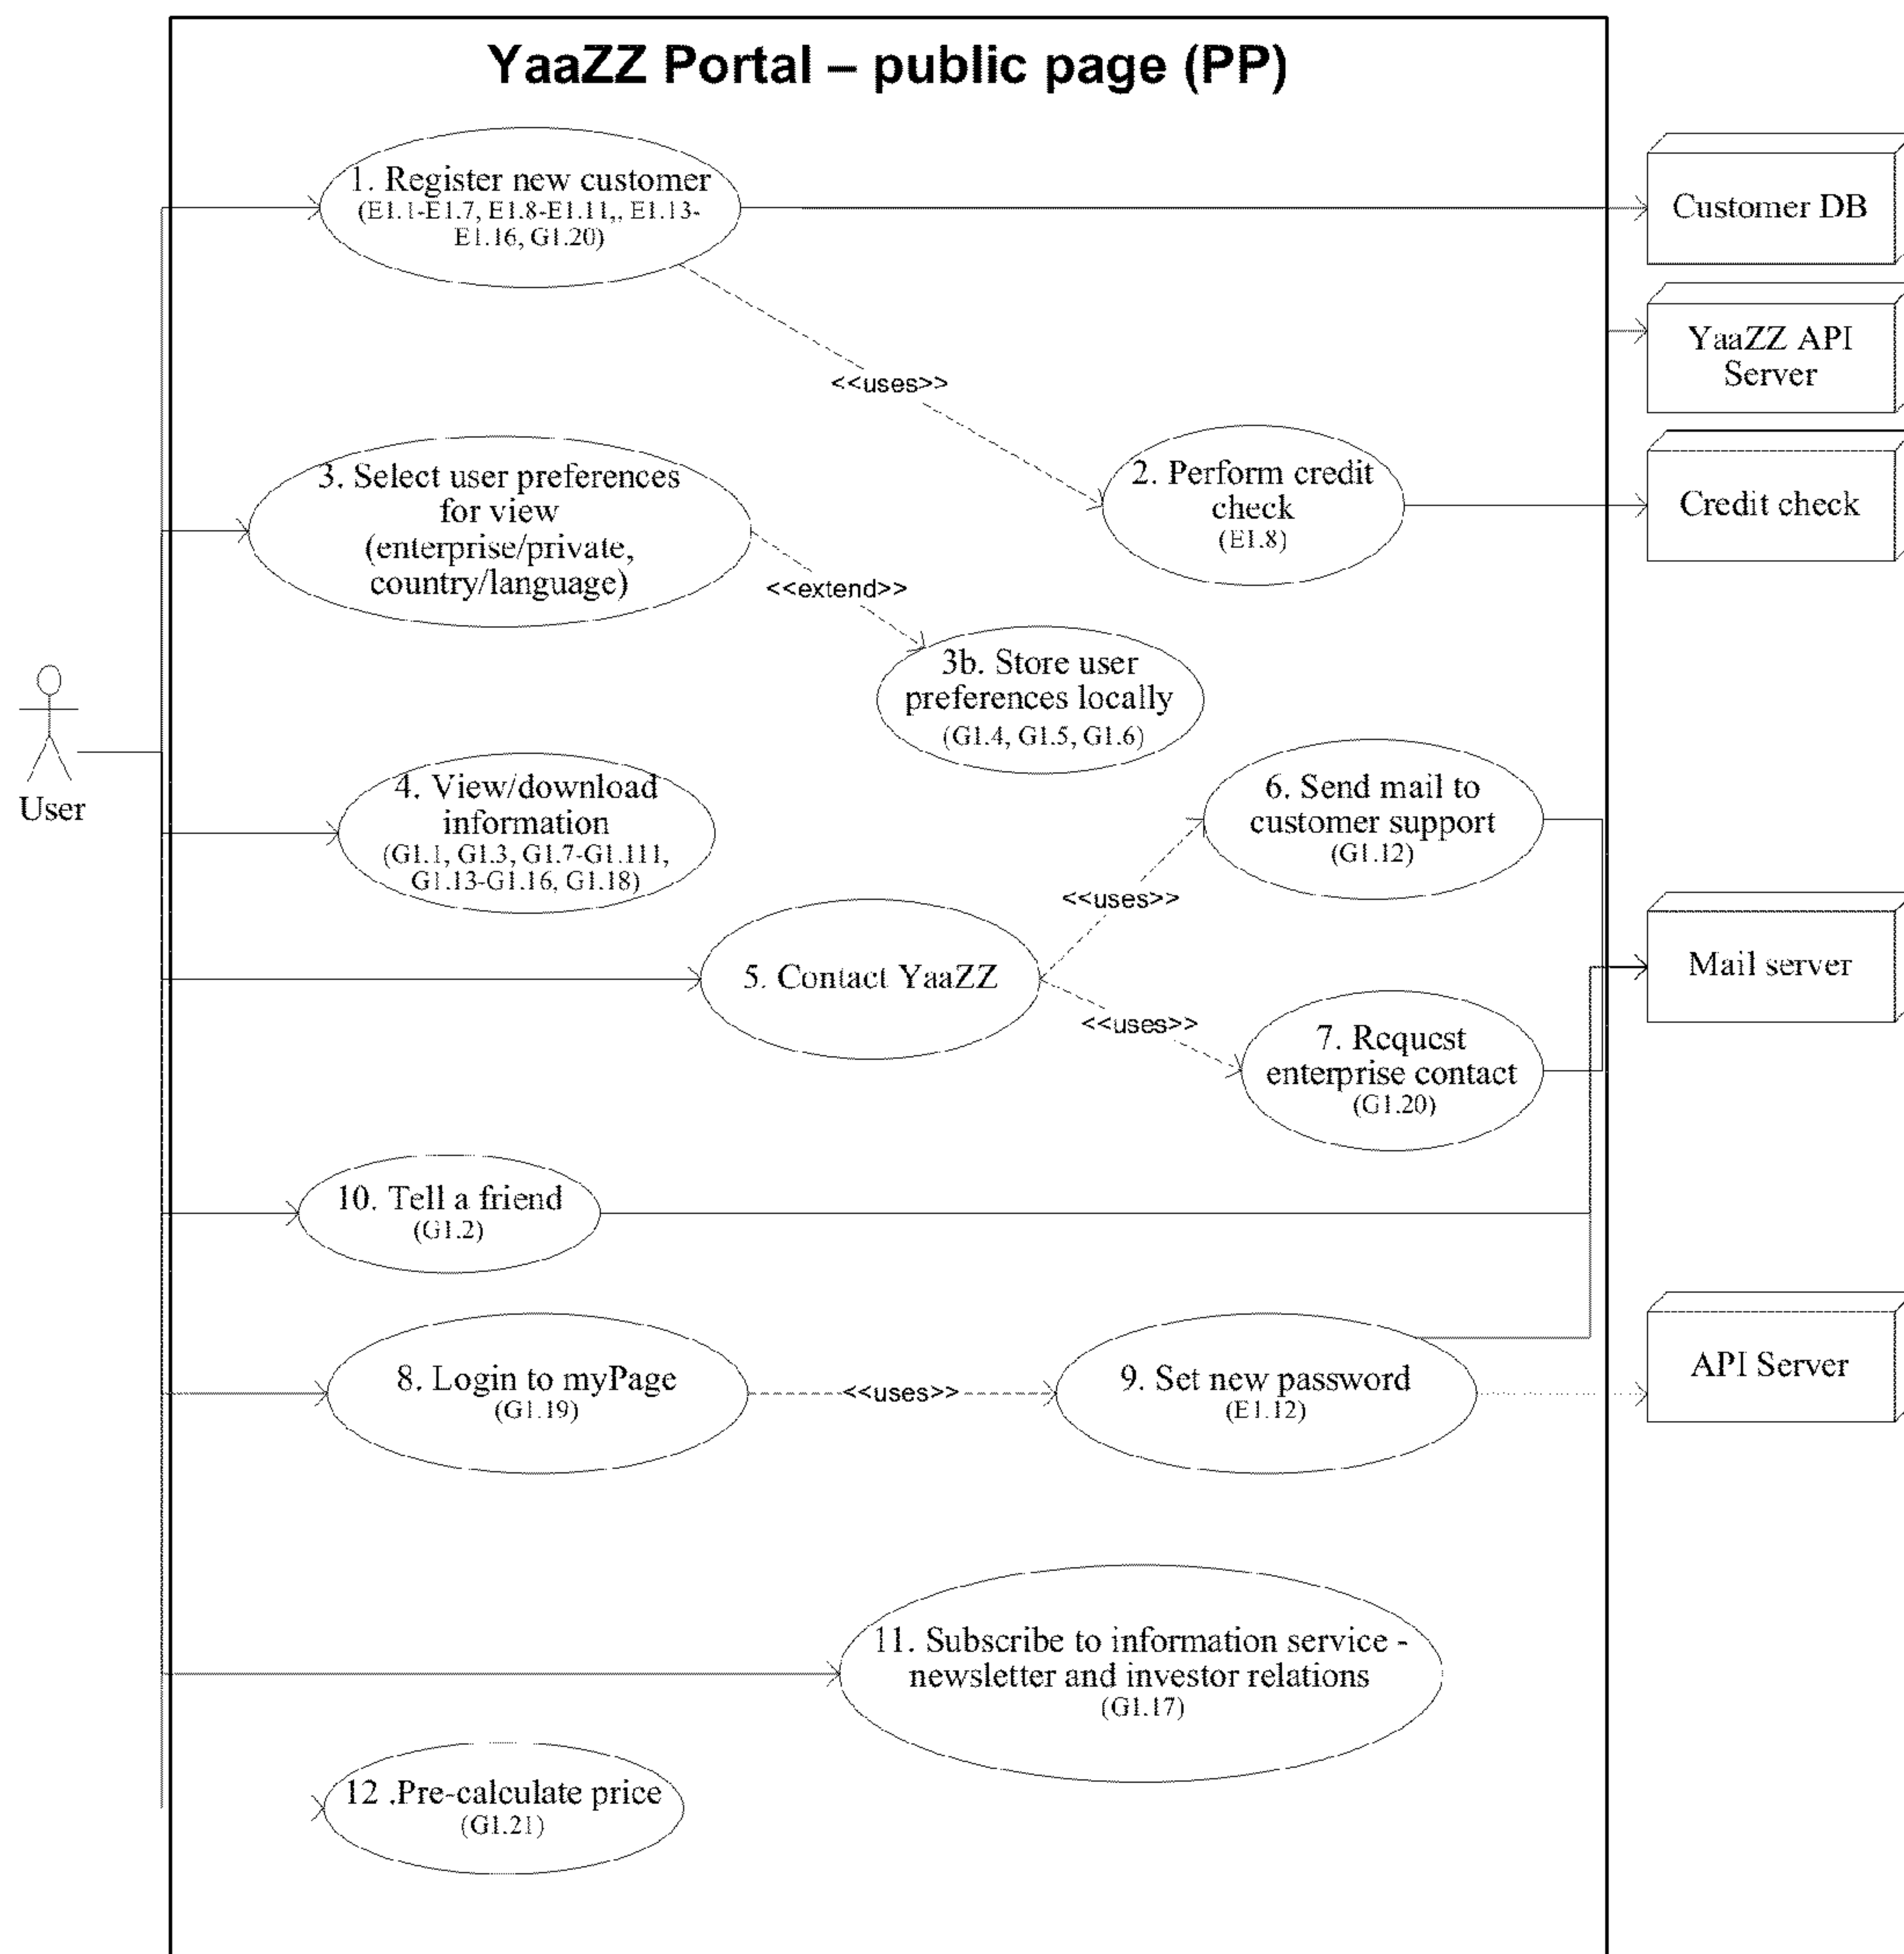 YaaZZ Portal – public page (PP)
1. Register new customer
(E1.1-E1.7, E1.8-E1.11,, E1.13-
E1.16, G1.20)
Customer DB
YaaZZ API
Server
<<uses>>
3. Select user preferences
for view
(enterprise/private,
country/language)
2. Perform credit
check
(E1.8)
Credit check
<<extend>>
3b. Store user
preferences locally
(G1.4, G1.5, G1.6)
User
4. View/download
information
(G1.1, G1.3, G1.7-G1.111,
G1.13-G1.16, G1.18)
6. Send mail to
customer support
(G1.12)
<<uses>>
5. Contact YaaZZ
Mail server
<<uses>>
7. Request
enterprise contact
(G1.20)
10. Tell a friend
(G1.2)
8. Login to myPage
(G1.19)
<<uses>>
9. Set new password
(E1.12)
API Server
11. Subscribe to information service -
newsletter and investor relations
(G1.17)
12 .Pre-calculate price
(G1.21)